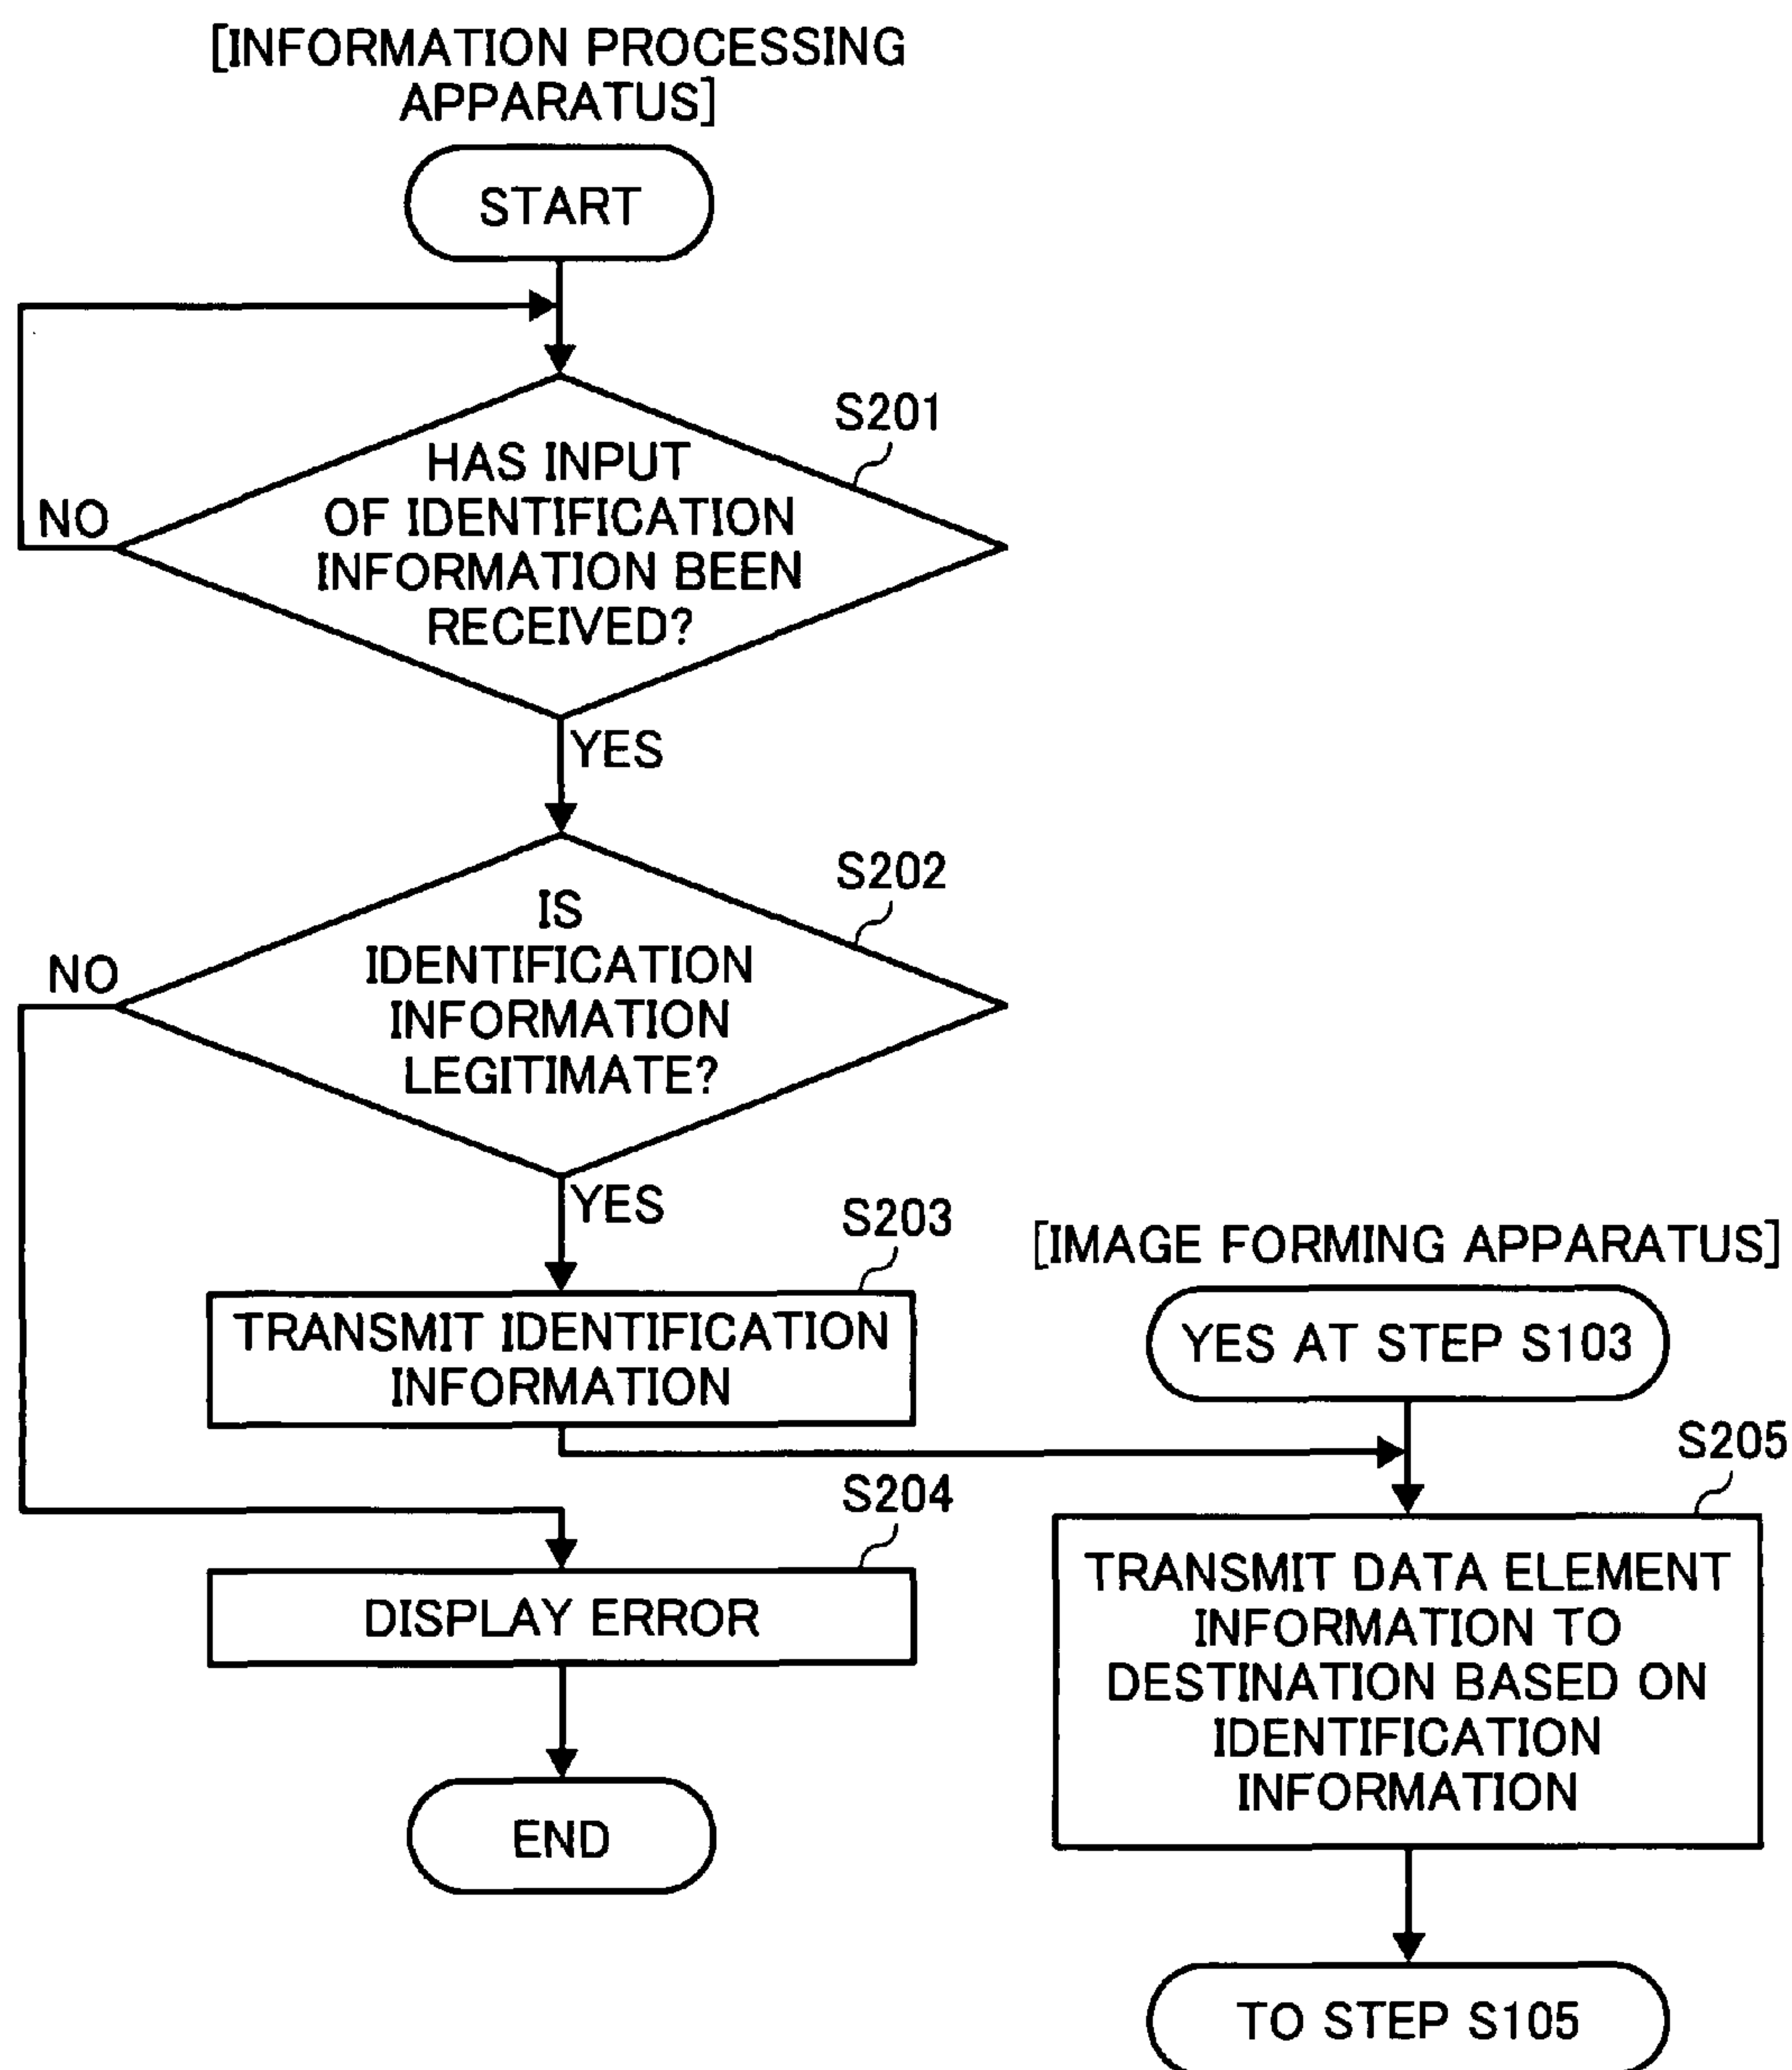 [INFORMATION PROCESSING
APPARATUS]
START
S201
HAS INPUT
OF IDENTIFICATION
INFORMATION BEEN
RECEIVED?
NO
YES
S202
IS
IDENTIFICATION
INFORMATION
LEGITIMATE?
NO
YES
S203
TRANSMIT IDENTIFICATION
INFORMATION
S204
DISPLAY ERROR
END
[IMAGE FORMING APPARATUS]
YES AT STEP S103
S205
TRANSMIT DATA ELEMENT
INFORMATION TO
DESTINATION BASED ON
IDENTIFICATION
INFORMATION
TO STEP S105